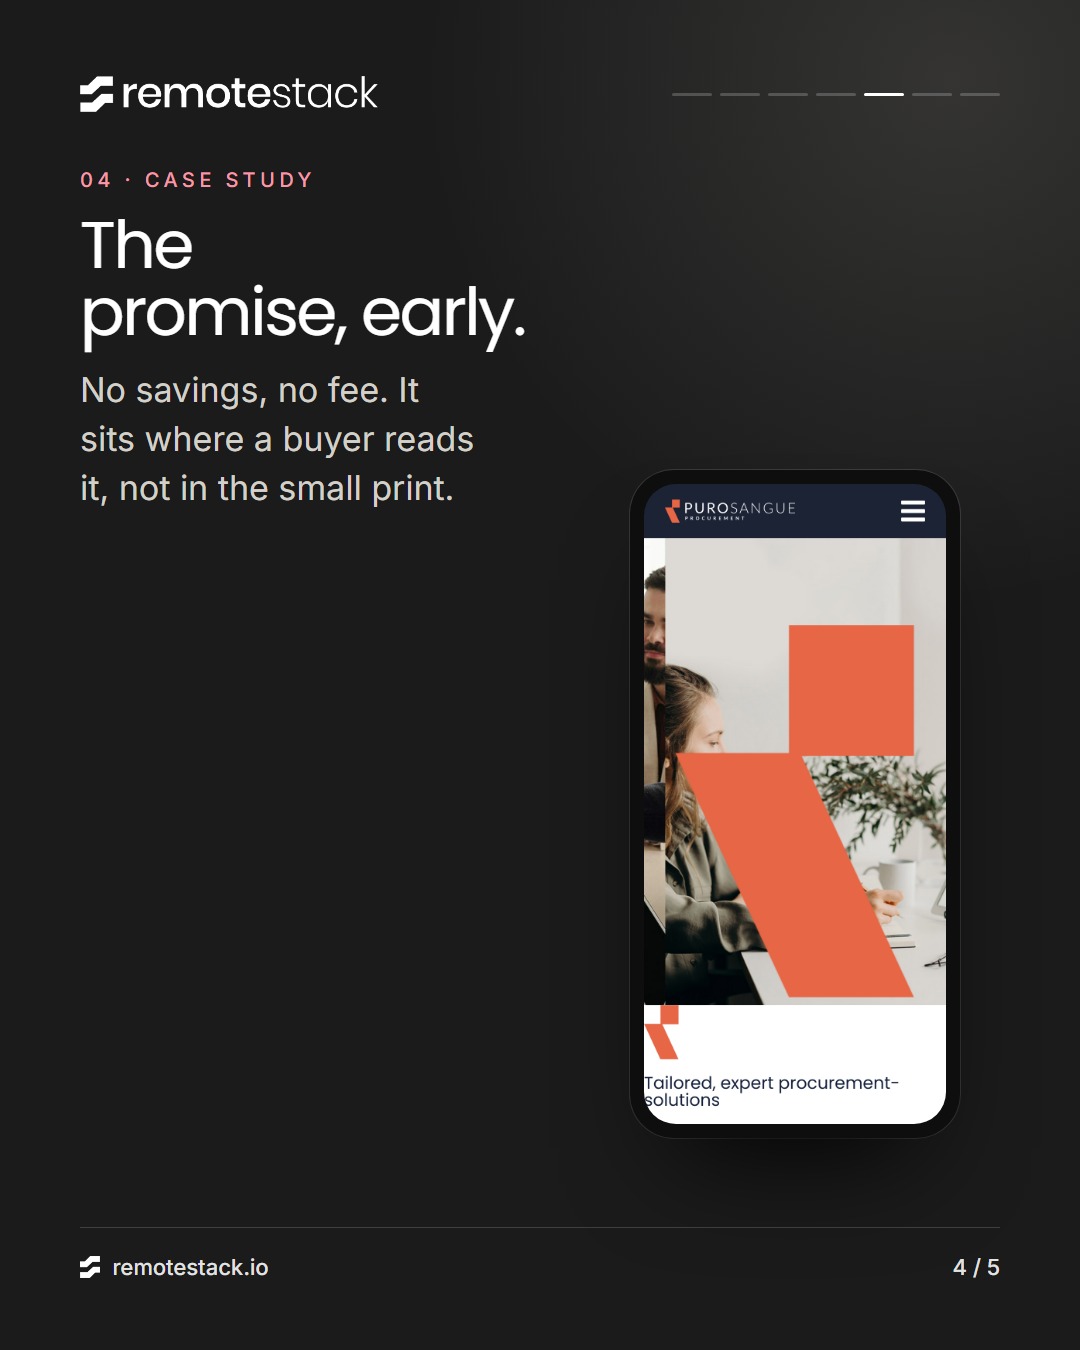 remotestack
04 · CASE STUDY
The
promise, early.
No savings, no fee. It
sits where a buyer reads
it, not in the small print.
PUROSANGUE
PROCUREMENT
Tailored, expert procurement-
solutions
remotestack.io
4 / 5